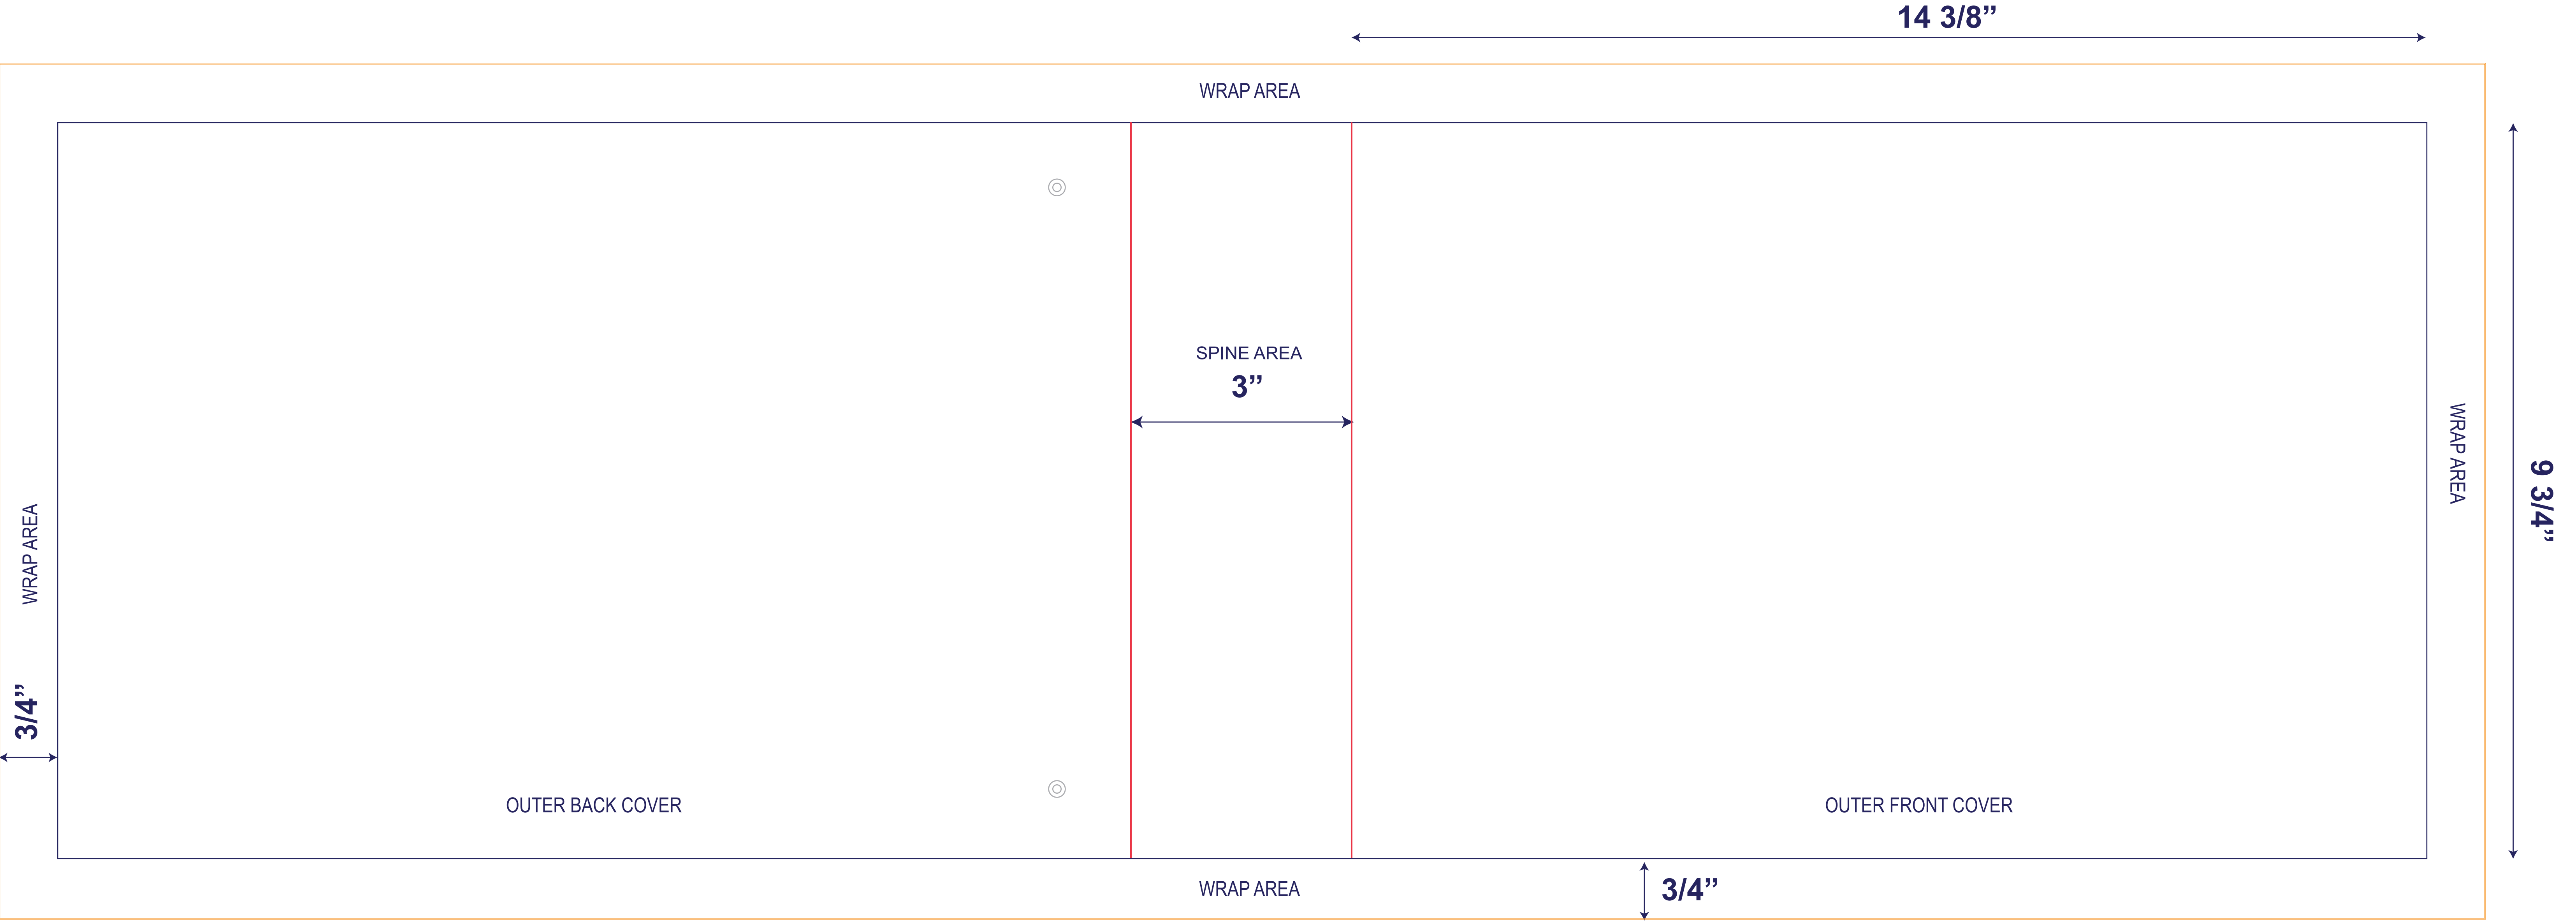 14 3/8”
WRAP AREA
SPINE AREA
3”
WRAP AREA
WRAP AREA
9 3/4”
3/4”
OUTER BACK COVER
OUTER FRONT COVER
WRAP AREA
3/4”